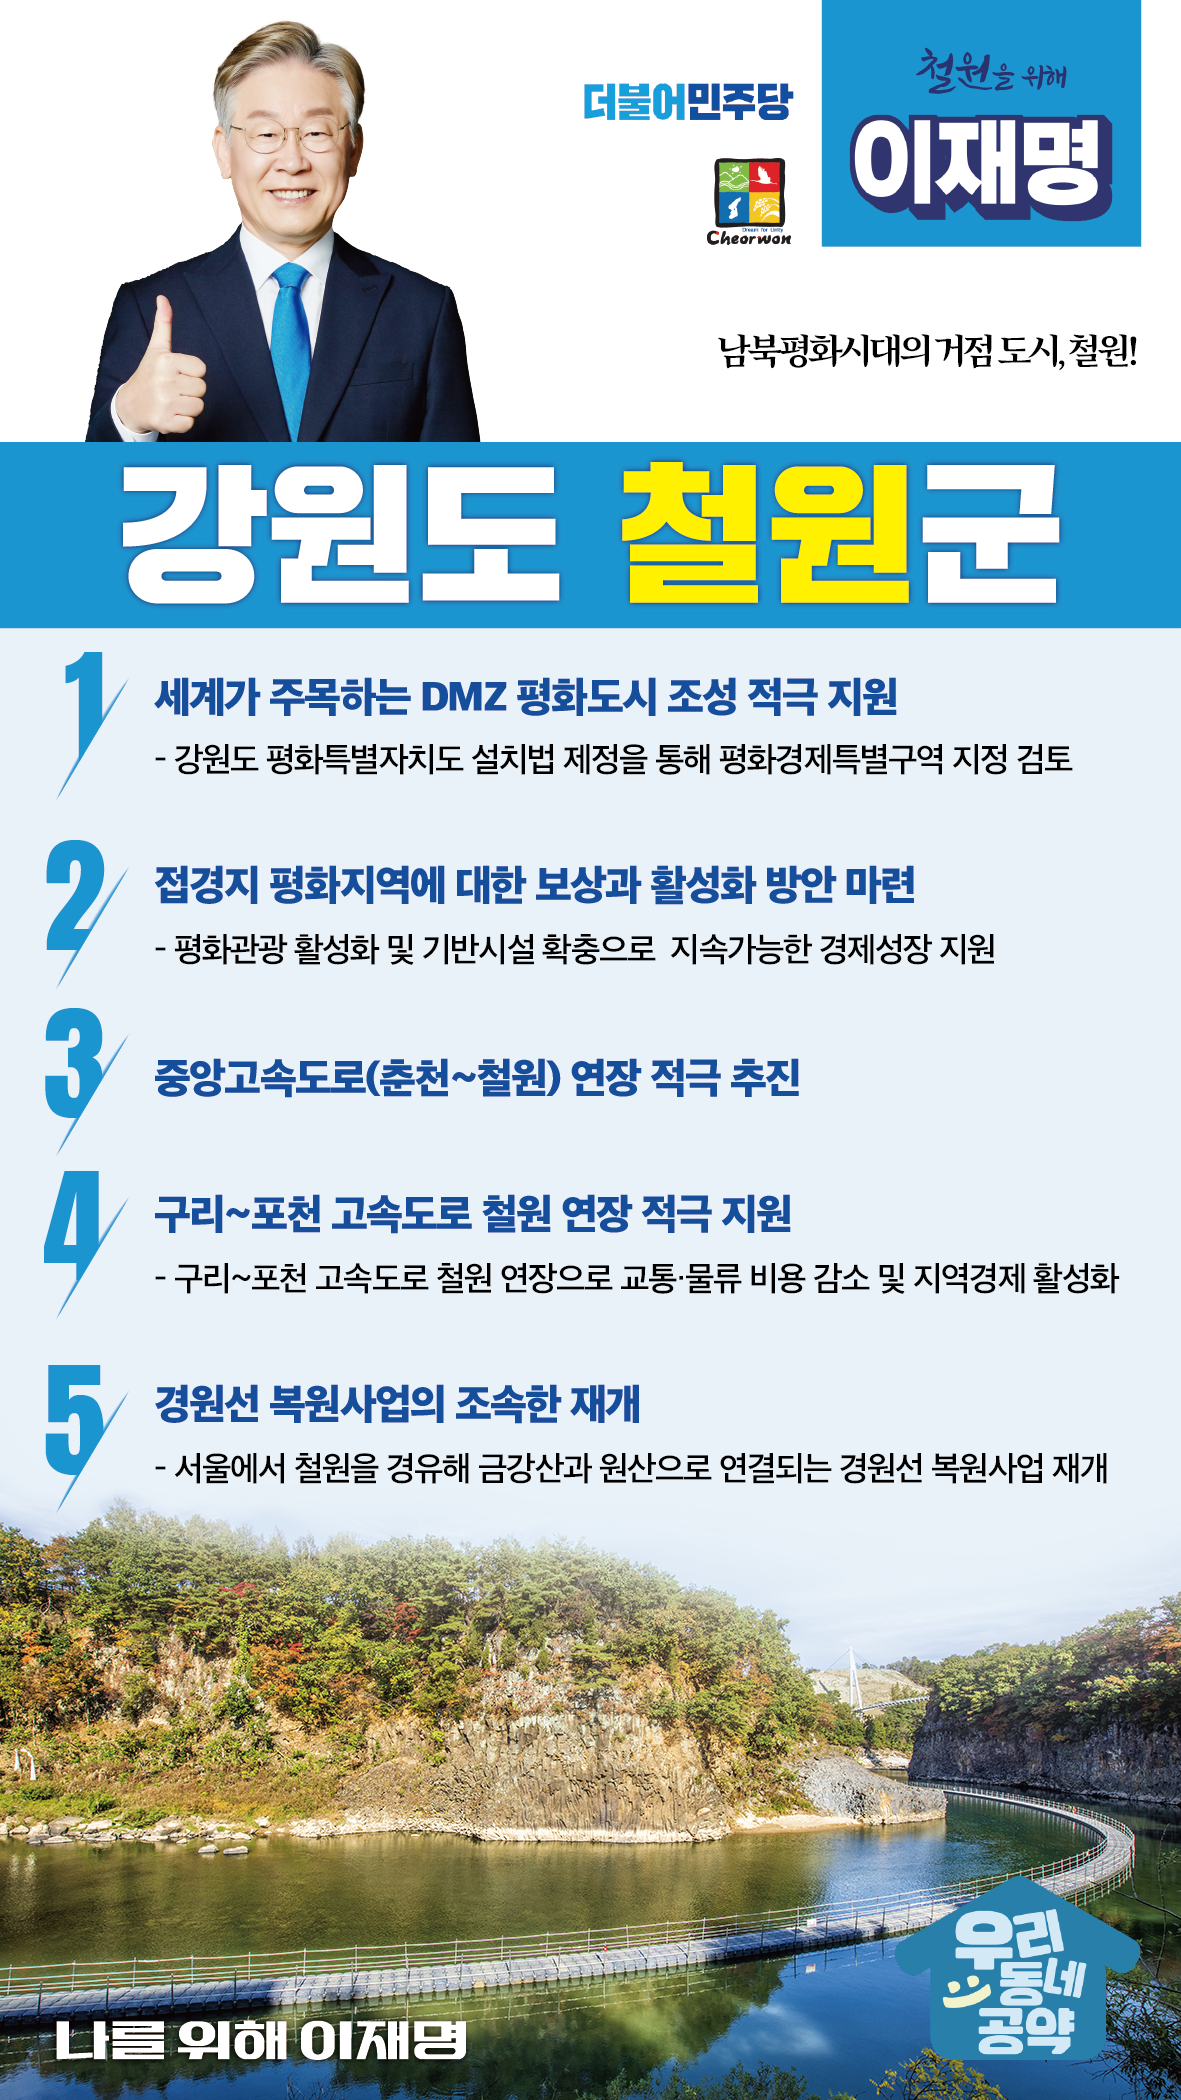 철원을 위해
이재명
더불어민주당
Dream for Unity
Cheorwon
남북평화시대의 거점 도시, 철원!
강원도 철원군
1
세계가 주목하는 DMZ 평화도시 조성 적극 지원
- 강원도 평화특별자치도 설치법 제정을 통해 평화경제특별구역 지정 검토
2
접경지 평화지역에 대한 보상과 활성화 방안 마련
- 평화관광 활성화 및 기반시설 확충으로 지속가능한 경제성장 지원
3
중앙고속도로(춘천~철원) 연장 적극 추진
4
구리~포천 고속도로 철원 연장 적극 지원
- 구리~포천 고속도로 철원 연장으로 교통·물류 비용 감소 및 지역경제 활성화
5
경원선 복원사업의 조속한 재개
- 서울에서 철원을 경유해 금강산과 원산으로 연결되는 경원선 복원사업 재개
우리
동네
공약
나를 위해 이재명